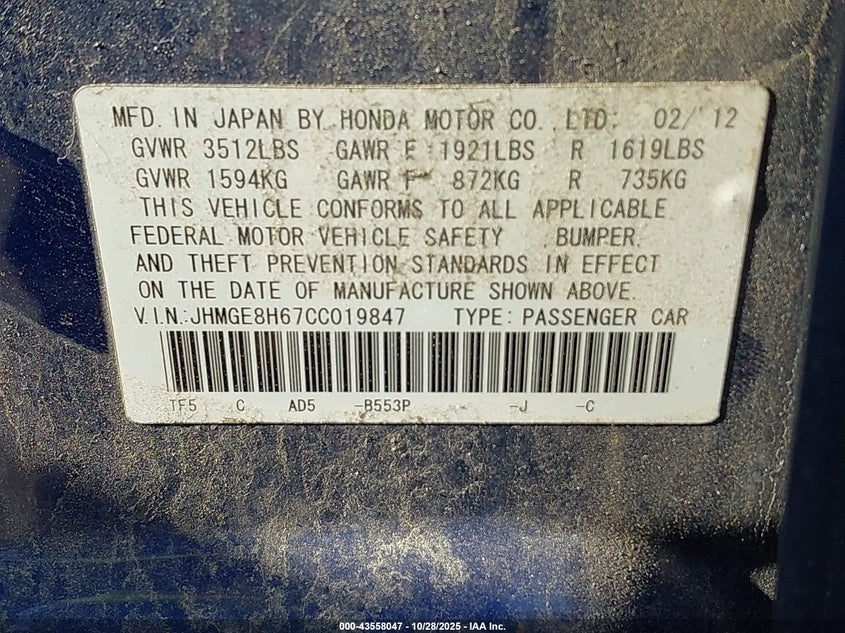 MFD. IN JAPAN BY HONDA MOTOR CO., LTD. 02/'12
GVWR 3512LBS GAWR F 1921LBS R 1619LBS
GVWR 1594KG GAWR F 872KG R 735KG
THIS VEHICLE CONFORMS TO ALL APPLICABLE
FEDERAL MOTOR VEHICLE SAFETY , BUMPER,
AND THEFT PREVENTION STANDARDS IN EFFECT
ON THE DATE OF MANUFACTURE SHOWN ABOVE.
V.I.N.:JHMGE8H67CC019847 TYPE: PASSENGER CAR
TF5 C AD5 -B553P -J -C
000-43558047 - 10/28/2025 - IAA Inc.